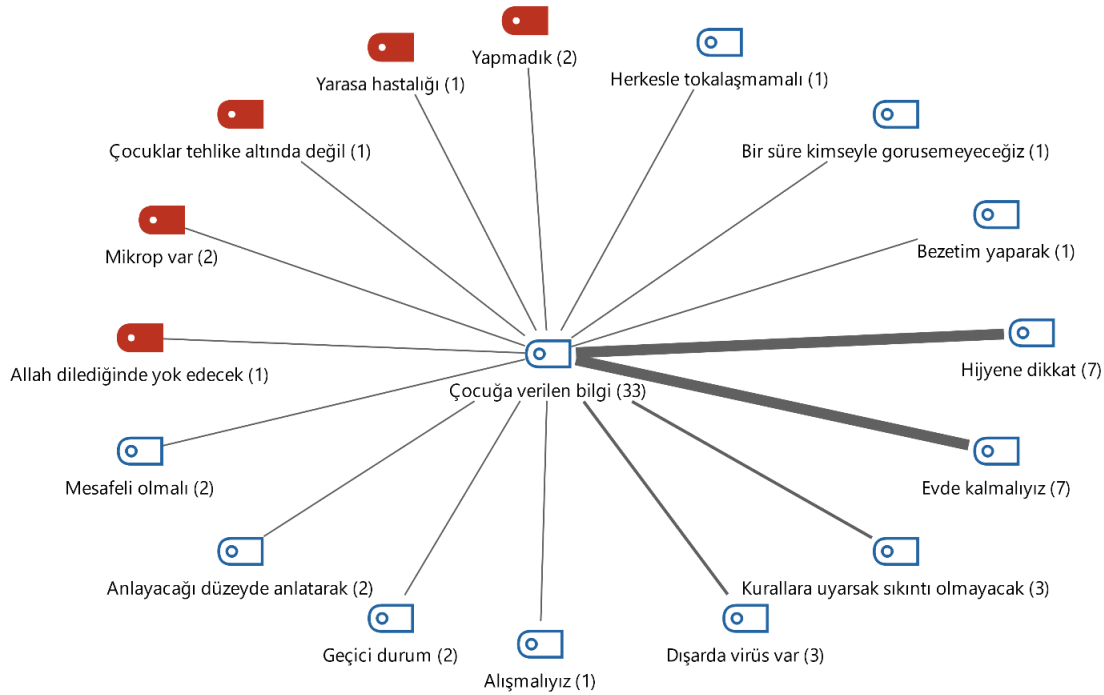 Yapmadık (2)
Yarasa hastalığı (1)
Herkesle tokalaşmamalı (1)
Çocuklar tehlike altında değil (1)
Bir süre kimseyle gorusemeyeceğiz (1)
Mikrop var (2)
Bezetim yaparak (1)
Allah dilediğinde yok edecek (1)
Hijyene dikkat (7)
Çocuğa verilen bilgi (33)
Mesafeli olmalı (2)
Evde kalmalıyız (7)
Anlayacağı düzeyde anlatarak (2)
Kurallara uyarsak sıkıntı olmayacak (3)
Geçici durum (2)
Dışarda virüs var (3)
Alışmalıyız (1)